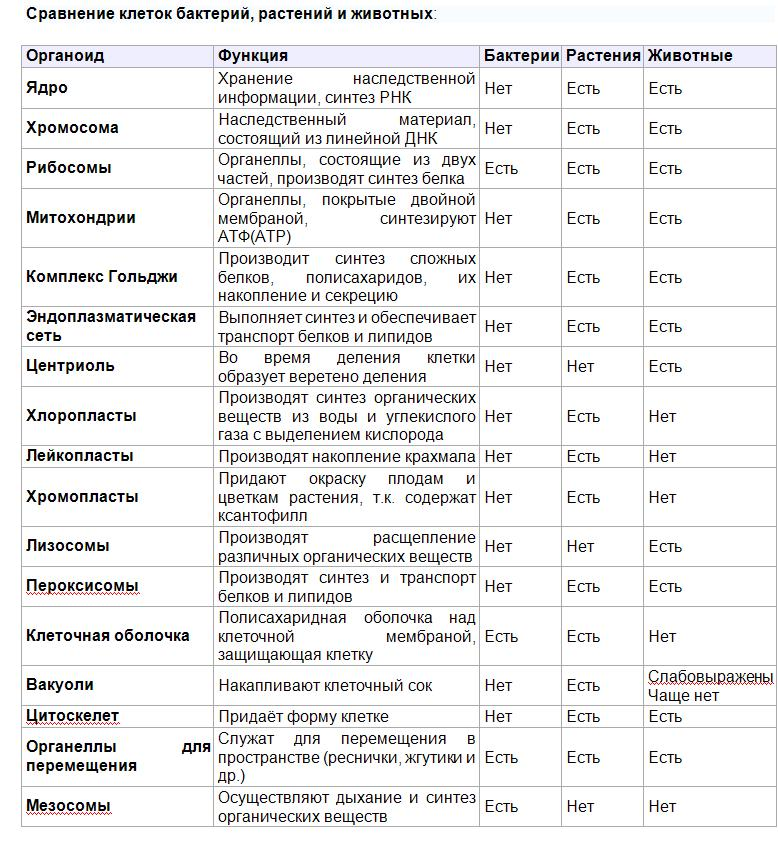 Сравнение клеток бактерий, растений и животных:
Органоид Функция Бактерии Растения Животные
Ядро Хранение наследственной информации, синтез РНК Нет Есть Есть
Хромосома Наследственный материал, состоящий из линейной ДНК Нет Есть Есть
Рибосомы Органеллы, состоящие из двух частей, производят синтез белка Есть Есть Есть
Митохондрии Органеллы, покрытые двойной мембраной, синтезируют АТФ(АТР) Нет Есть Есть
Комплекс Гольджи Производит синтез сложных белков, полисахаридов, их накопление и секрецию Нет Есть Есть
Эндоплазматическая сеть Выполняет синтез и обеспечивает транспорт белков и липидов Нет Есть Есть
Центриоль Во время деления клетки образует веретено деления Нет Нет Есть
Хлоропласты Производят синтез органических веществ из воды и углекислого газа с выделением кислорода Нет Есть Нет
Лейкопласты Производят накопление крахмала Нет Есть Нет
Хромопласты Придают окраску плодам и цветкам растения, т.к. содержат ксантофилл Нет Есть Нет
Лизосомы Производят расщепление различных органических веществ Нет Нет Есть
Пероксисомы Производят синтез и транспорт белков и липидов Нет Есть Есть
Клеточная оболочка Полисахаридная оболочка над клеточной мембраной, защищающая клетку Есть Есть Нет
Вакуоли Накапливают клеточный сок Нет Есть Слабовыражены Чаще нет
Цитоскелет Придаёт форму клетке Нет Есть Есть
Органеллы для перемещения Служат для перемещения в пространстве (реснички, жгутики и др.) Есть Есть Есть
Мезосомы Осуществляют дыхание и синтез органических веществ Есть Нет Нет